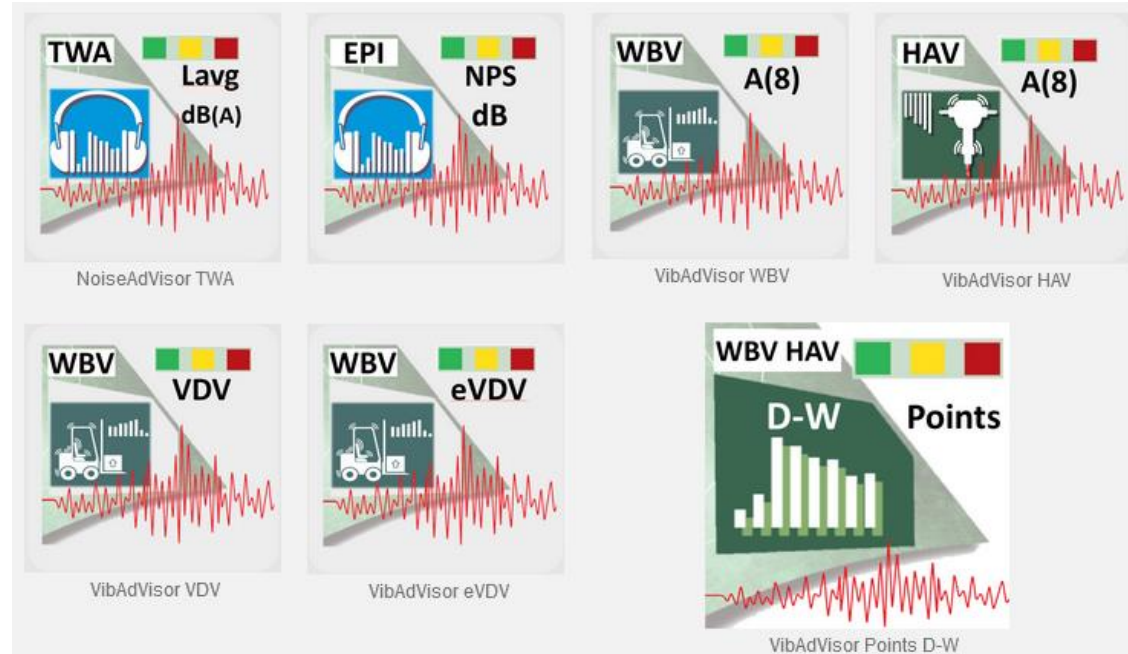 TWA
Lavg
dB(A)
NoiseAdVisor TWA
EPI
NPS
dB
WBV
A(8)
VibAdVisor WBV
HAV
A(8)
VibAdVisor HAV
WBV
VDV
VibAdVisor VDV
WBV
eVDV
VibAdVisor eVDV
WBV HAV
D-W
Points
VibAdVisor Points D-W